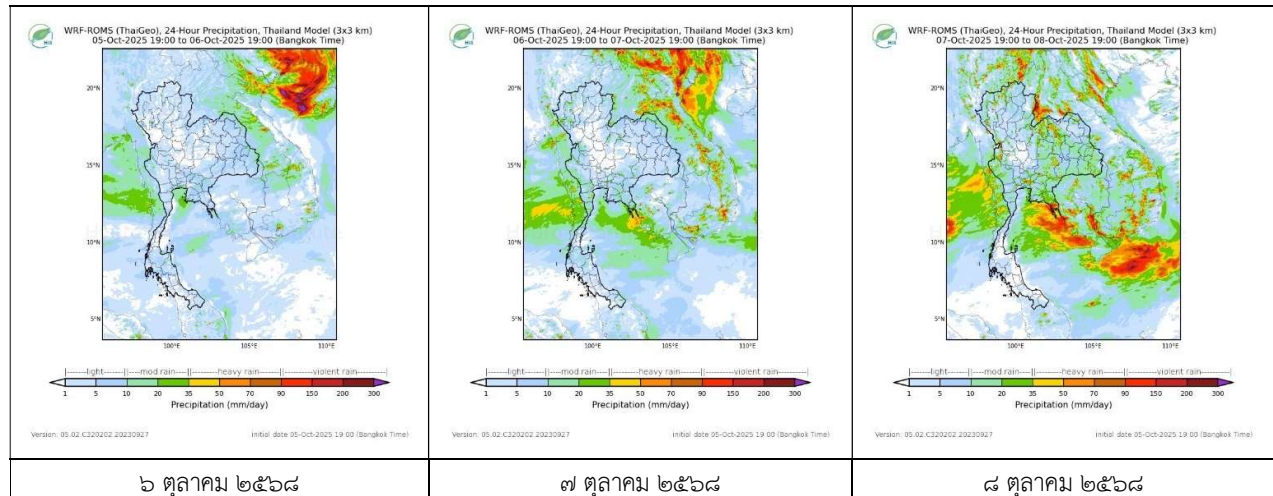 WRF-ROMS (ThaiGeo), 24-Hour Precipitation, Thailand Model (3x3 km)
05-Oct-2025 19:00 to 06-Oct-2025 19:00 (Bangkok Time)
20°N
15°N
10°N
5°N
100°E 105°E 110°E
|--------light--------||----mod rain----||--------heavy rain--------||--------violent rain--------|
1 5 10 20 35 50 70 90 150 200 300
Precipitation (mm/day)
Version: 05.02.C320202.20230927 initial date 05-Oct-2025 19:00 (Bangkok Time)
๖ ตุลาคม ๒๕๖๘
WRF-ROMS (ThaiGeo), 24-Hour Precipitation, Thailand Model (3x3 km)
06-Oct-2025 19:00 to 07-Oct-2025 19:00 (Bangkok Time)
20°N
15°N
10°N
5°N
100°E 105°E 110°E
|--------light--------||----mod rain----||--------heavy rain--------||--------violent rain--------|
1 5 10 20 35 50 70 90 150 200 300
Precipitation (mm/day)
Version: 05.02.C320202.20230927 initial date 05-Oct-2025 19:00 (Bangkok Time)
๗ ตุลาคม ๒๕๖๘
WRF-ROMS (ThaiGeo), 24-Hour Precipitation, Thailand Model (3x3 km)
07-Oct-2025 19:00 to 08-Oct-2025 19:00 (Bangkok Time)
20°N
15°N
10°N
5°N
100°E 105°E 110°E
|--------light--------||----mod rain----||--------heavy rain--------||--------violent rain--------|
1 5 10 20 35 50 70 90 150 200 300
Precipitation (mm/day)
Version: 05.02.C320202.20230927 initial date 05-Oct-2025 19:00 (Bangkok Time)
๘ ตุลาคม ๒๕๖๘